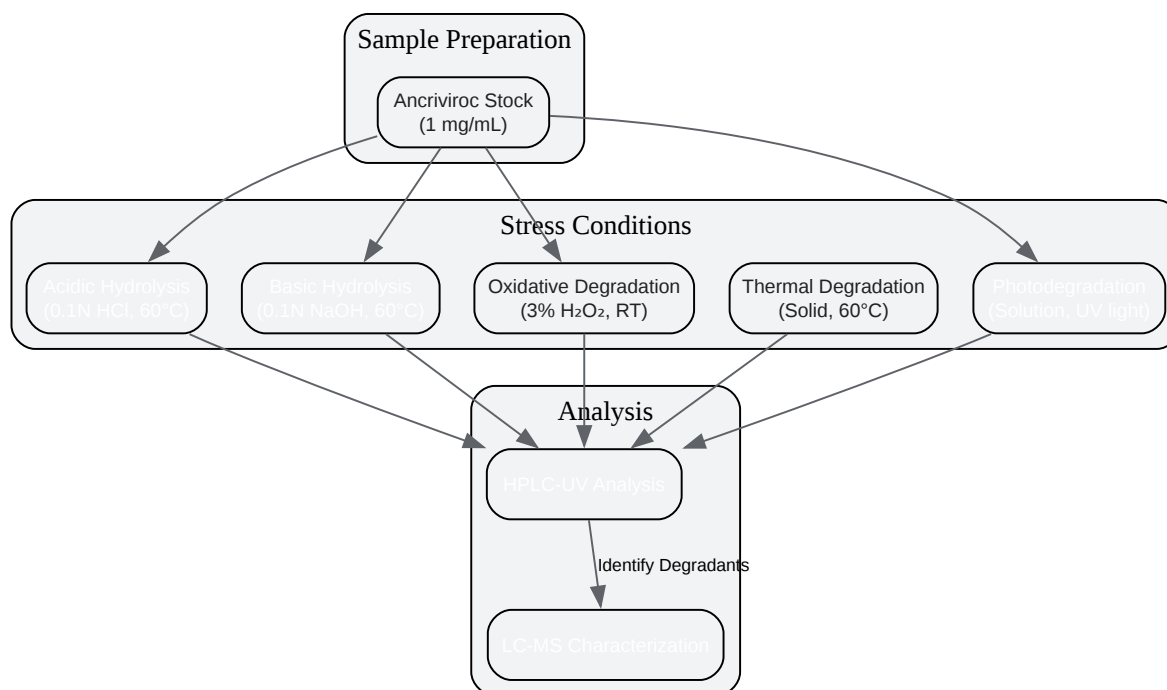 Sample Preparation
Ancriviroc Stock
(1 mg/mL)
Stress Conditions
Acidic Hydrolysis
(0.1N HCl, 60°C)
Basic Hydrolysis
(0.1N NaOH, 60°C)
Oxidative Degradation
(3% H₂O₂, RT)
Thermal Degradation
(Solid, 60°C)
Photodegradation
(Solution, UV light)
Analysis
HPLC-UV Analysis
Identify Degradants
LC-MS Characterization